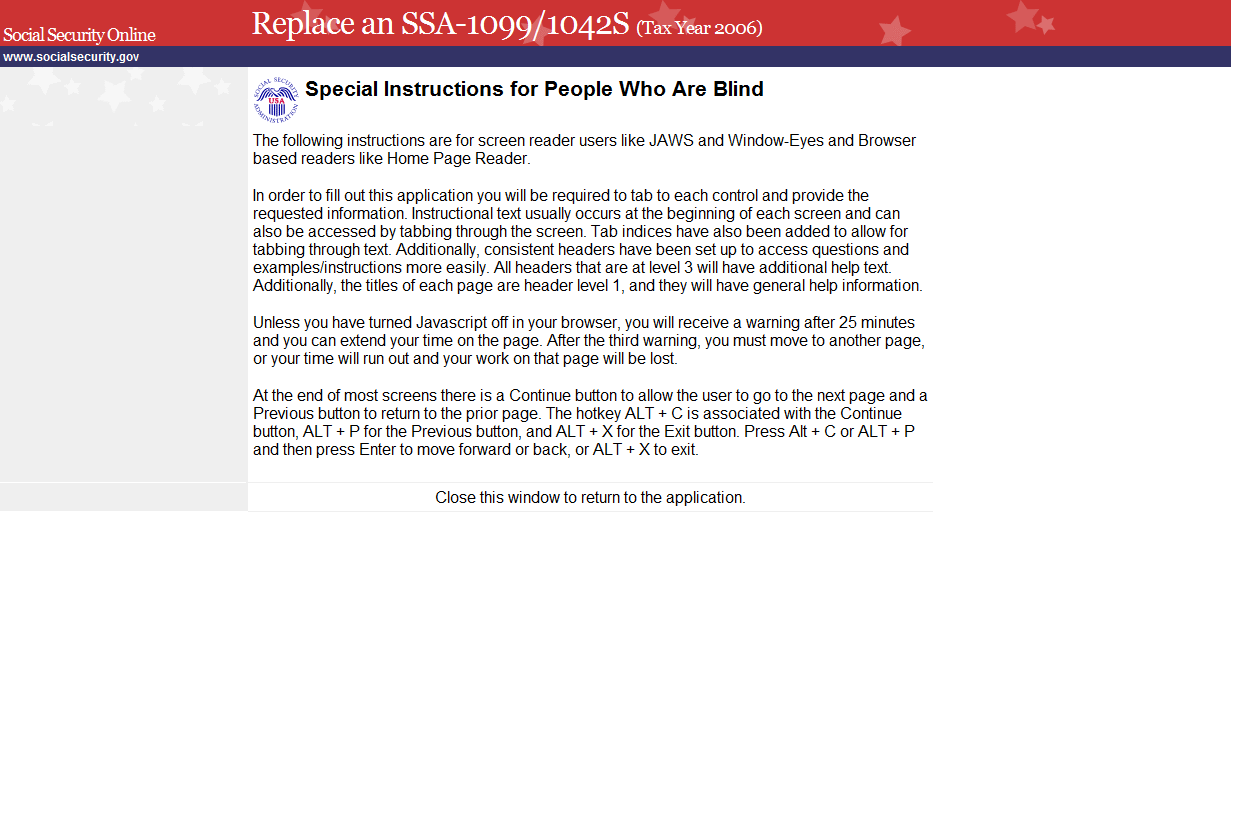 Social Security Online
Replace an SSA-1099/1042S (Tax Year 2006)
www.socialsecurity.gov
SOCIAL SECURITY
USA
ADMINISTRATION
Special Instructions for People Who Are Blind
The following instructions are for screen reader users like JAWS and Window-Eyes and Browser
based readers like Home Page Reader.
In order to fill out this application you will be required to tab to each control and provide the
requested information. Instructional text usually occurs at the beginning of each screen and can
also be accessed by tabbing through the screen. Tab indices have also been added to allow for
tabbing through text. Additionally, consistent headers have been set up to access questions and
examples/instructions more easily. All headers that are at level 3 will have additional help text.
Additionally, the titles of each page are header level 1, and they will have general help information.
Unless you have turned Javascript off in your browser, you will receive a warning after 25 minutes
and you can extend your time on the page. After the third warning, you must move to another page,
or your time will run out and your work on that page will be lost.
At the end of most screens there is a Continue button to allow the user to go to the next page and a
Previous button to return to the prior page. The hotkey ALT + C is associated with the Continue
button, ALT + P for the Previous button, and ALT + X for the Exit button. Press Alt + C or ALT + P
and then press Enter to move forward or back, or ALT + X to exit.
Close this window to return to the application.